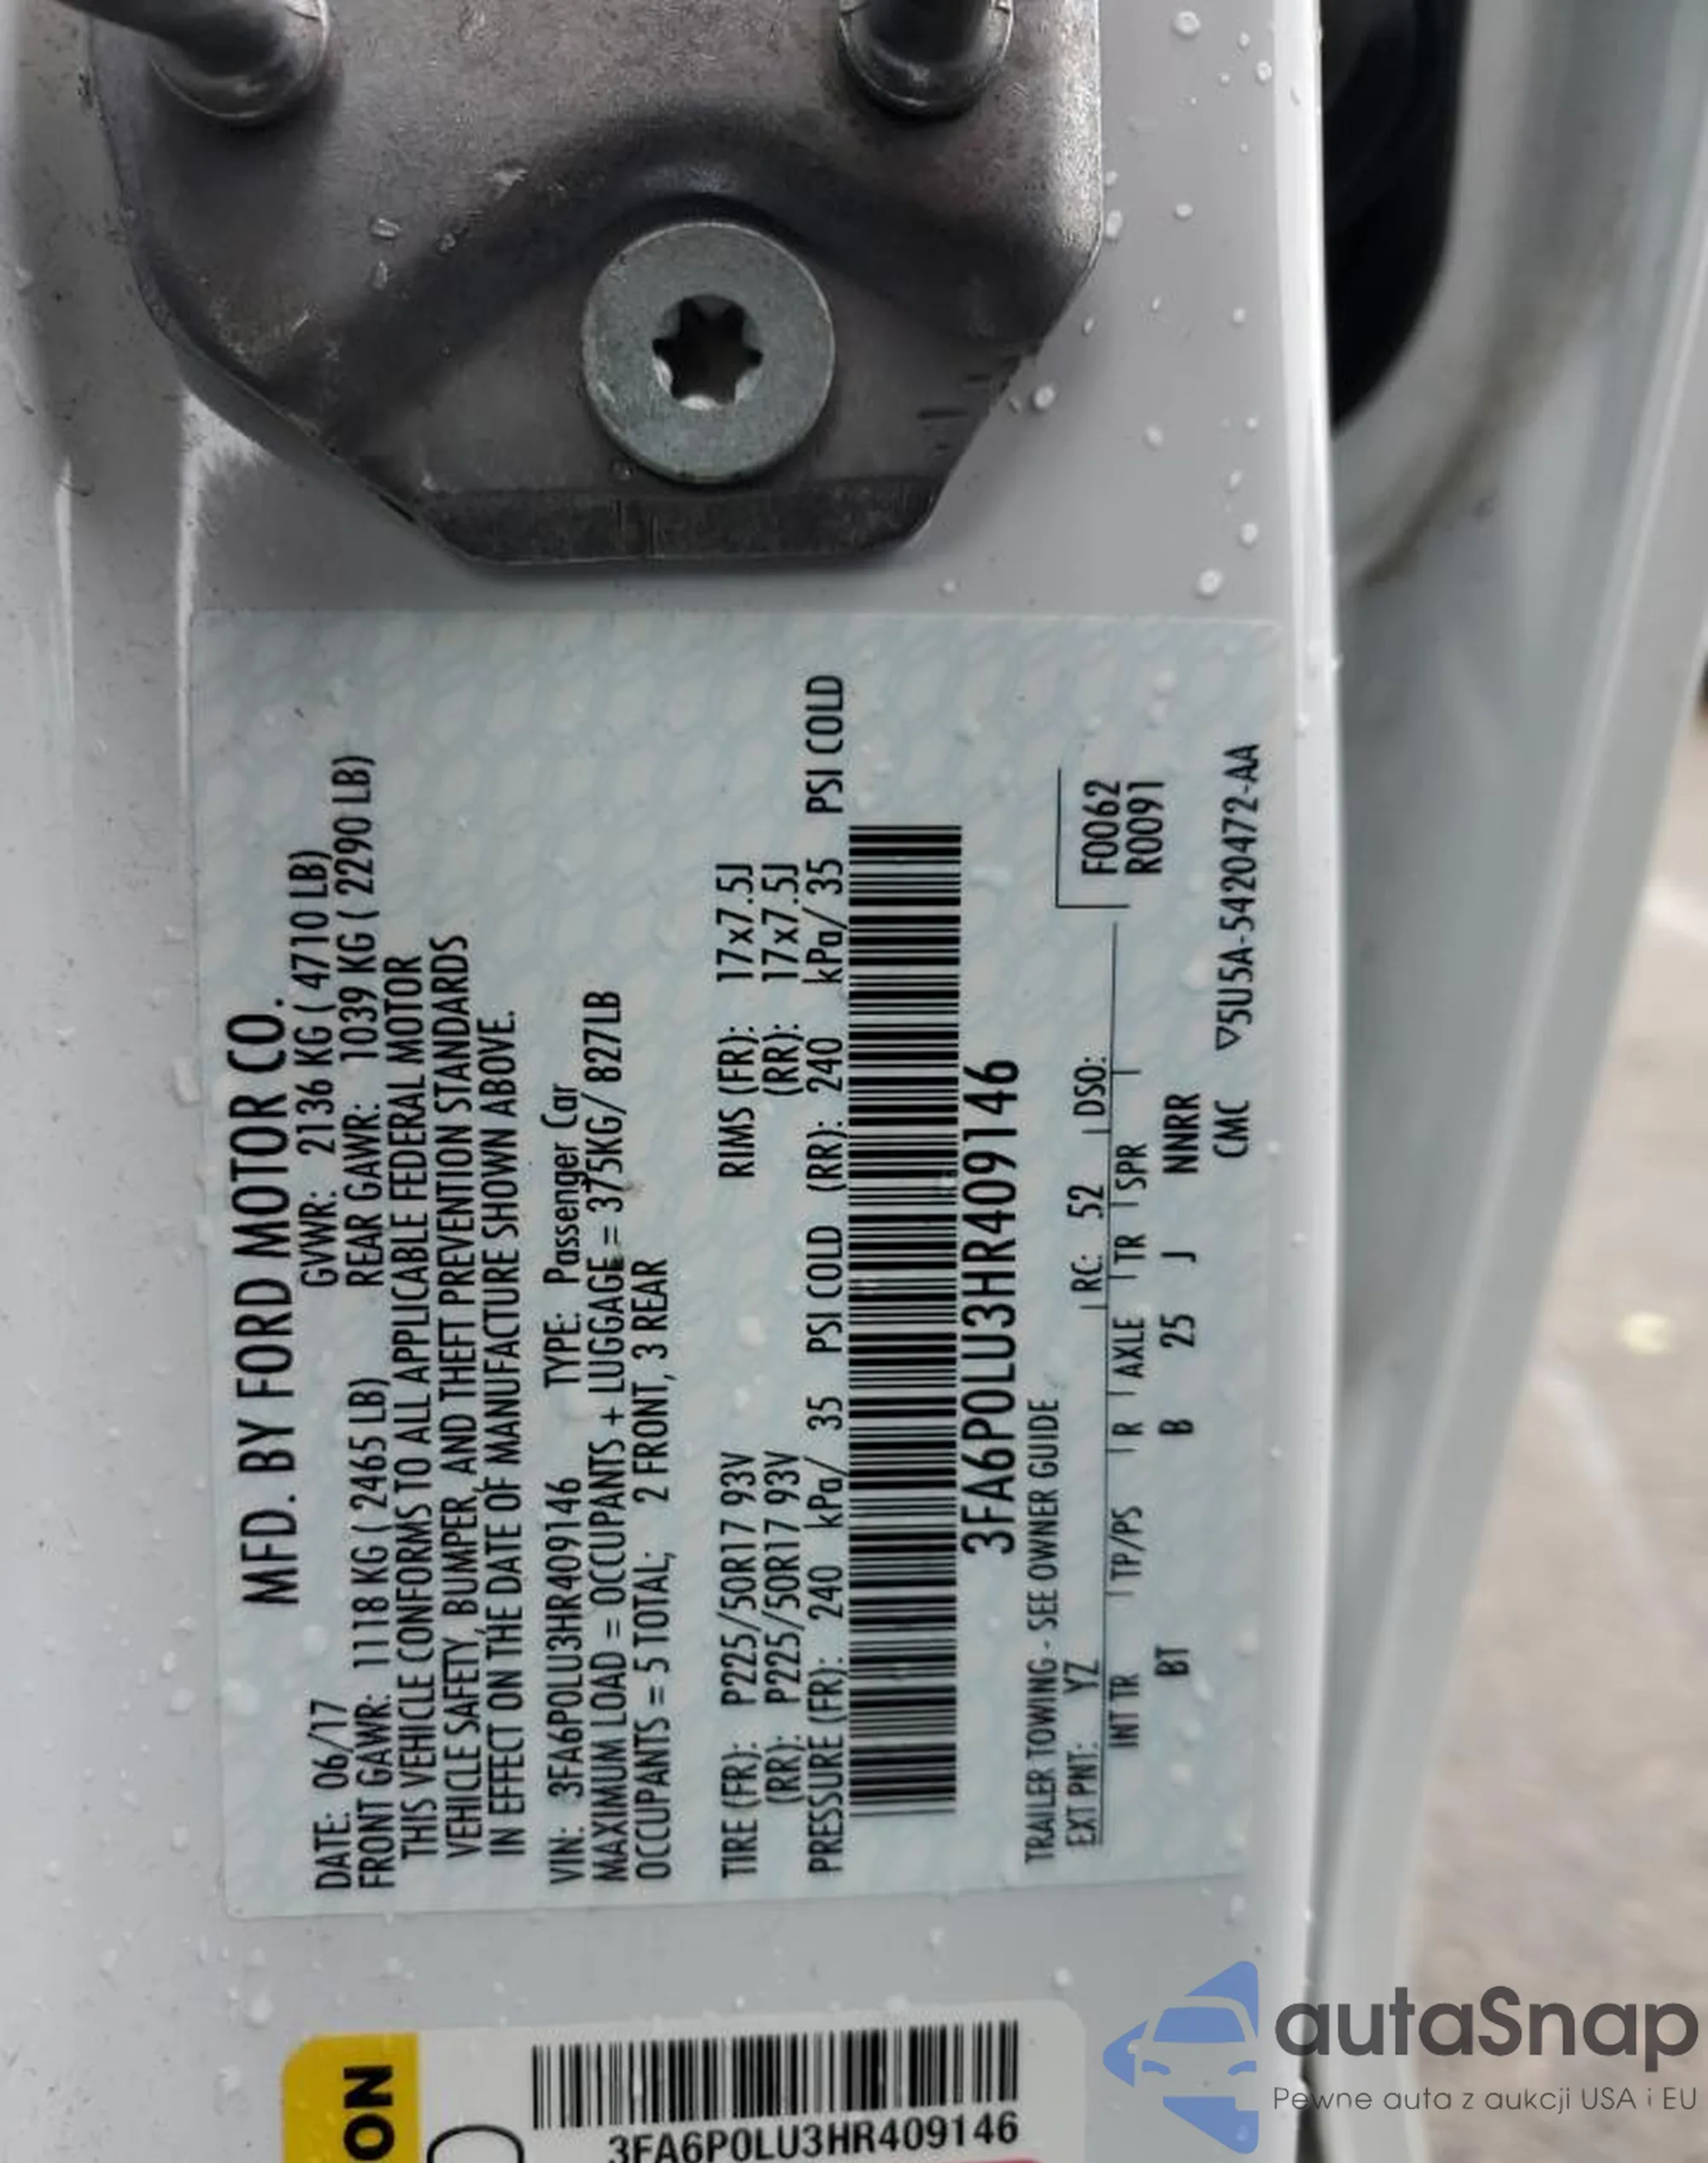 MFD. BY FORD MOTOR CO.
DATE: 06/17 GVWR: 2136 KG ( 4710 LB)
FRONT GAWR: 1118 KG ( 2465 LB) REAR GAWR: 1039 KG ( 2290 LB)
THIS VEHICLE CONFORMS TO ALL APPLICABLE FEDERAL MOTOR
VEHICLE SAFETY, BUMPER, AND THEFT PREVENTION STANDARDS
IN EFFECT ON THE DATE OF MANUFACTURE SHOWN ABOVE.
VIN: 3FA6P0LU3HR409146 TYPE: Passenger Car
MAXIMUM LOAD = OCCUPANTS + LUGGAGE = 375KG/ 827LB
OCCUPANTS = 5 TOTAL; 2 FRONT, 3 REAR
TIRE (FR): P225/50R17 93V RIMS (FR): 17x7.5J
(RR): P225/50R17 93V (RR): 17x7.5J
PRESSURE (FR): 240 kPa/ 35 PSI COLD (RR): 240 kPa/ 35 PSI COLD
3FA6P0LU3HR409146
TRAILER TOWING - SEE OWNER GUIDE
EXT PNT: YZ RC: 52 DSO: F0062
INT TR TP/PS R AXLE TR SPR R0091
BT B 25 J NNRR
CMC ▽5U5A-5420472-AA
ON
3FA6P0LU3HR409146
autaSnap
Pewne auta z aukcji USA i EU